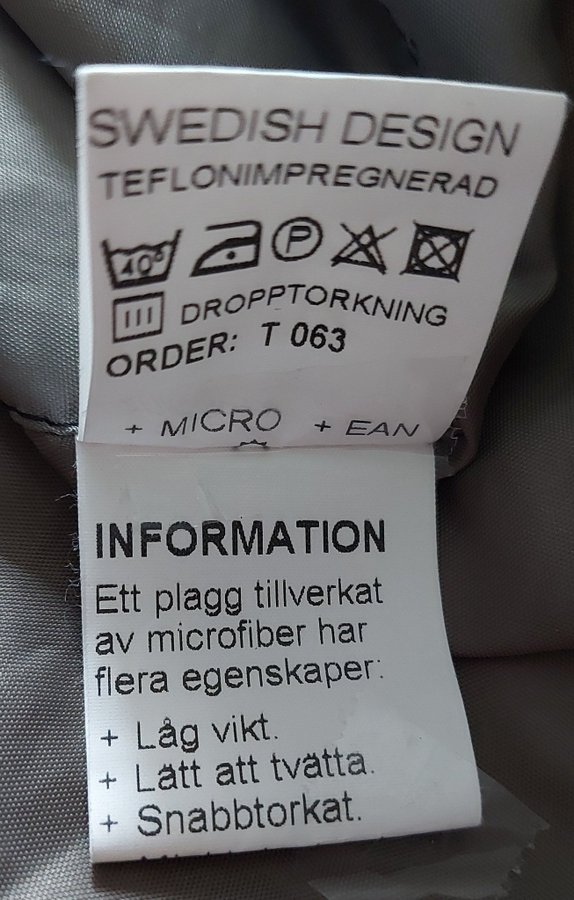 SWEDISH DESIGN
TEFLONIMPREGNERAD
40° P
DROPPTORKNING
ORDER: T 063
+ MICRO + EAN
INFORMATION
Ett plagg tillverkat
av microfiber har
flera egenskaper:
+ Låg vikt.
+ Lätt att tvätta.
+ Snabbtorkat.